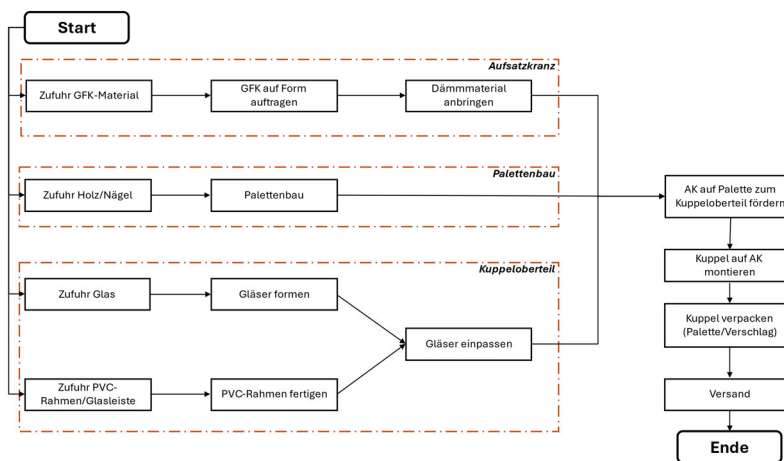 Start
Aufsatzkranz
Zufuhr GFK-Material
GFK auf Form
auftragen
Dämmmaterial
anbringen
Palettenbau
Zufuhr Holz/Nägel
Palettenbau
AK auf Palette zum
Kuppeloberteil fördern
Kuppeloberteil
Zufuhr Glas
Gläser formen
Gläser einpassen
Zufuhr PVC-
Rahmen/Glasleiste
PVC-Rahmen fertigen
Kuppel auf AK
montieren
Kuppel verpacken
(Palette/Verschlag)
Versand
Ende